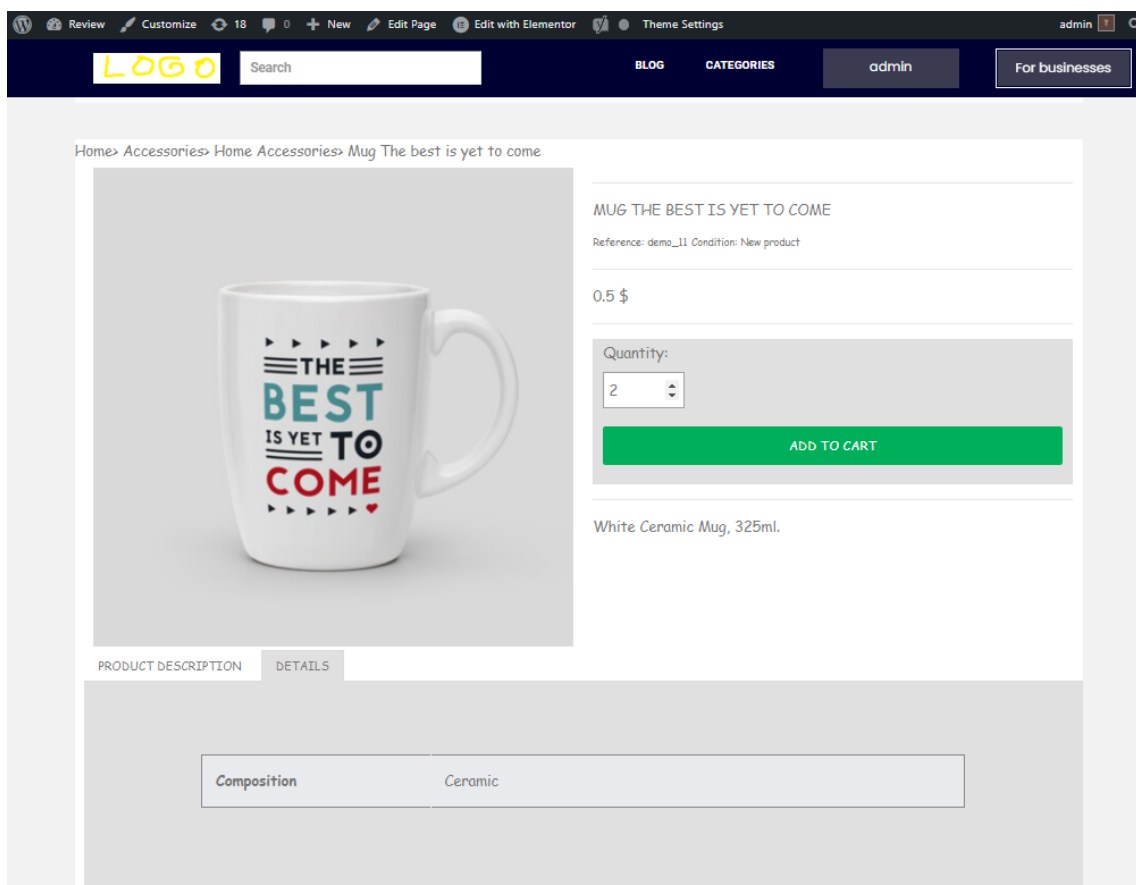 Review Customize 18 0 New Edit Page Edit with Elementor Theme Settings admin
LOGO Search BLOG CATEGORIES admin For businesses
Home> Accessories> Home Accessories> Mug The best is yet to come
MUG THE BEST IS YET TO COME
Reference: demo_11 Condition: New product
0.5 $
Quantity:
2
ADD TO CART
White Ceramic Mug, 325ml.
THE
BEST
IS YET TO
COME
PRODUCT DESCRIPTION DETAILS
Composition Ceramic